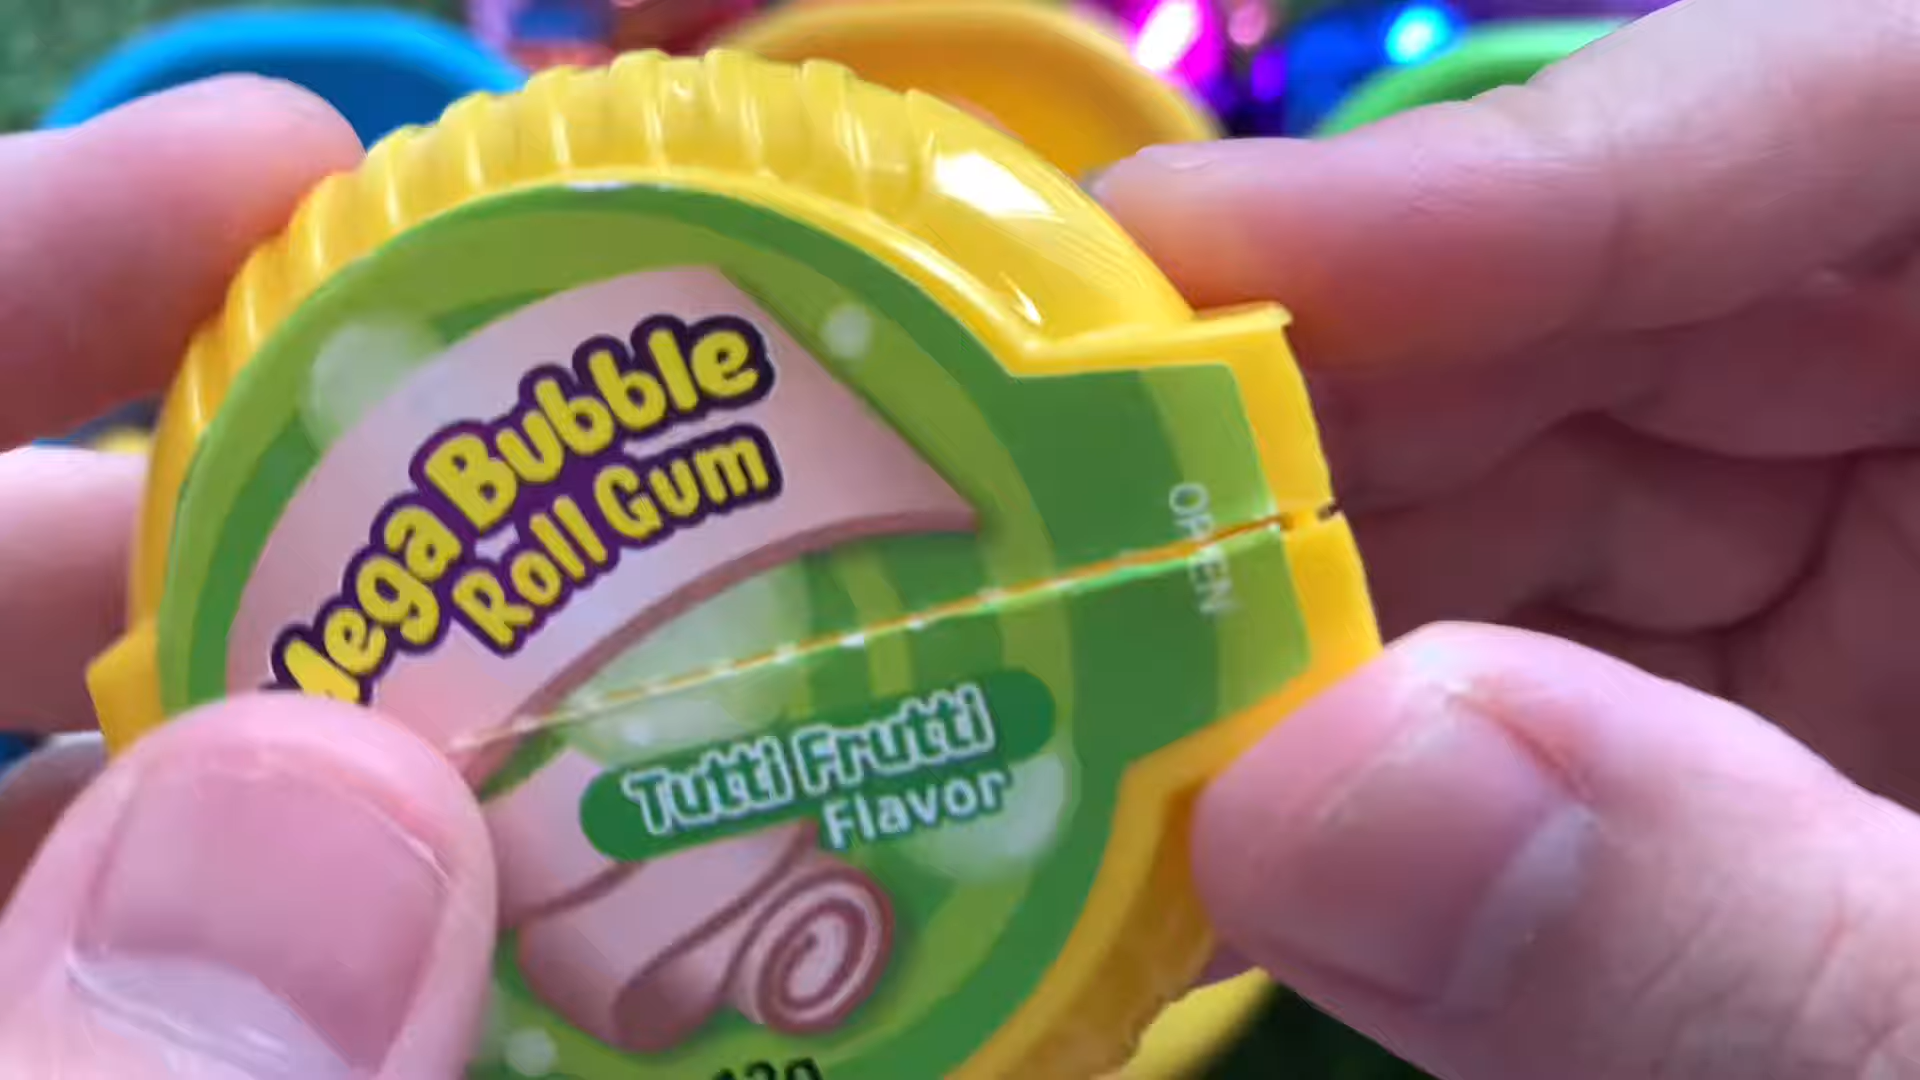 Mega Bubble
Roll Gum
OPEN
Tutti Frutti
Flavor